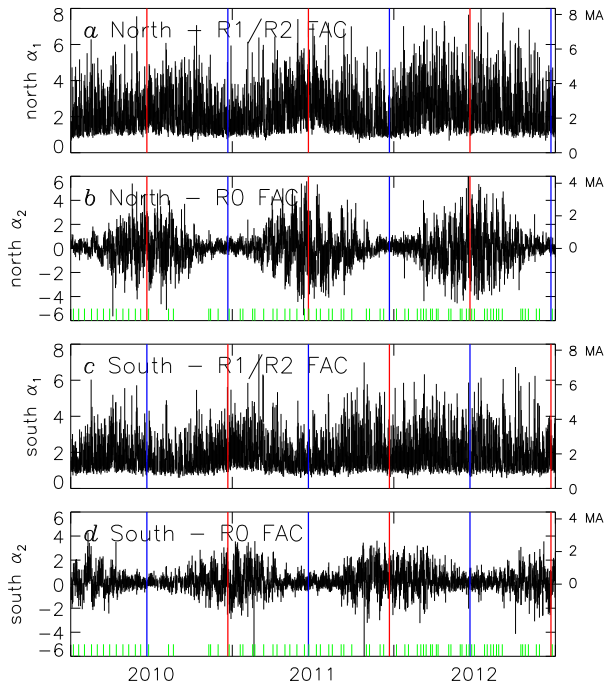 a North – R1/R2 FAC
north α1
8
6
4
2
0
8 MA
6
4
2
0
b North – R0 FAC
north α2
6
4
2
0
−2
−4
−6
4 MA
2
0
c South – R1/R2 FAC
south α1
8
6
4
2
0
8 MA
6
4
2
0
d South – R0 FAC
south α2
6
4
2
0
−2
−4
−6
4 MA
2
0
2010 2011 2012